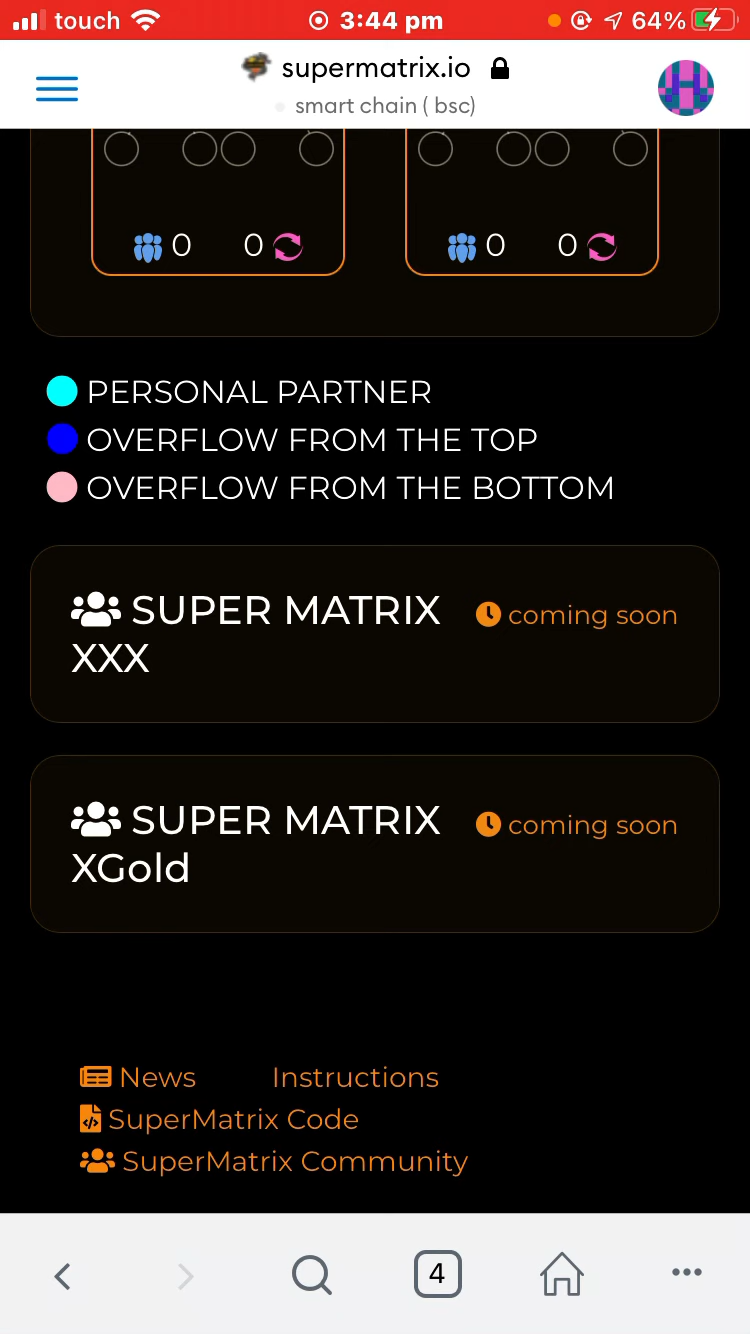 touch 3:44 pm 64%
supermatrix.io
smart chain ( bsc)
0 0 0 0
PERSONAL PARTNER
OVERFLOW FROM THE TOP
OVERFLOW FROM THE BOTTOM
SUPER MATRIX coming soon
XXX
SUPER MATRIX coming soon
XGold
News Instructions
SuperMatrix Code
SuperMatrix Community
4